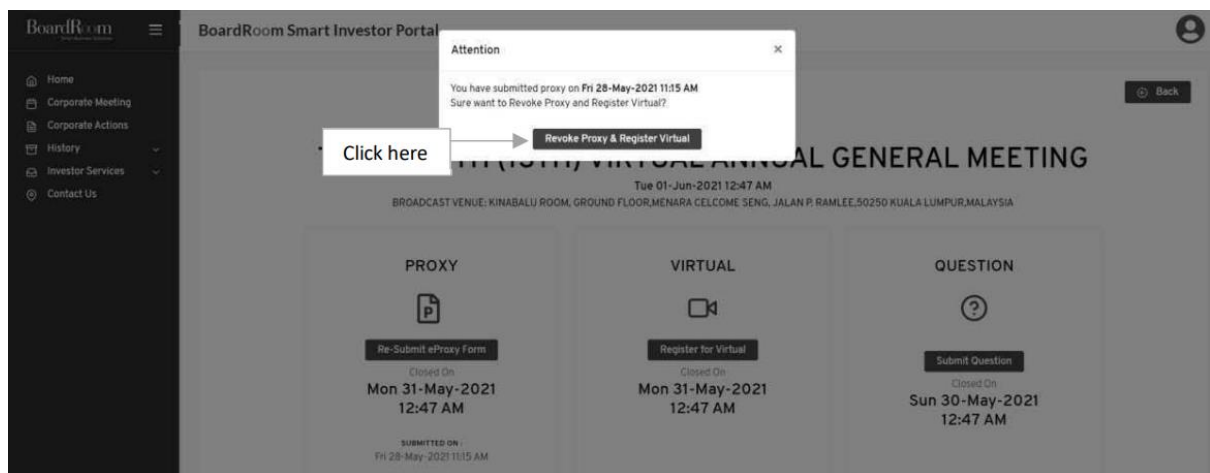 BoardRoom
BoardRoom Smart Investor Portal
Home
Corporate Meeting
Corporate Actions
History
Investor Services
Contact Us
Attention
×
You have submitted proxy on Fri 28-May-2021 11:15 AM
Sure want to Revoke Proxy and Register Virtual?
Revoke Proxy & Register Virtual
Click here
Back
VIRTUAL ANNUAL GENERAL MEETING
Tue 01-Jun-2021 12:47 AM
BROADCAST VENUE: KINABALU ROOM, GROUND FLOOR,MENARA CELCOME SENG, JALAN P. RAMLEE,50250 KUALA LUMPUR,MALAYSIA
PROXY
P
Re-Submit eProxy Form
Closed On
Mon 31-May-2021
12:47 AM
SUBMITTED ON :
Fri 28-May-2021 11:15 AM
VIRTUAL
Register for Virtual
Closed On
Mon 31-May-2021
12:47 AM
QUESTION
?
Submit Question
Closed On
Sun 30-May-2021
12:47 AM